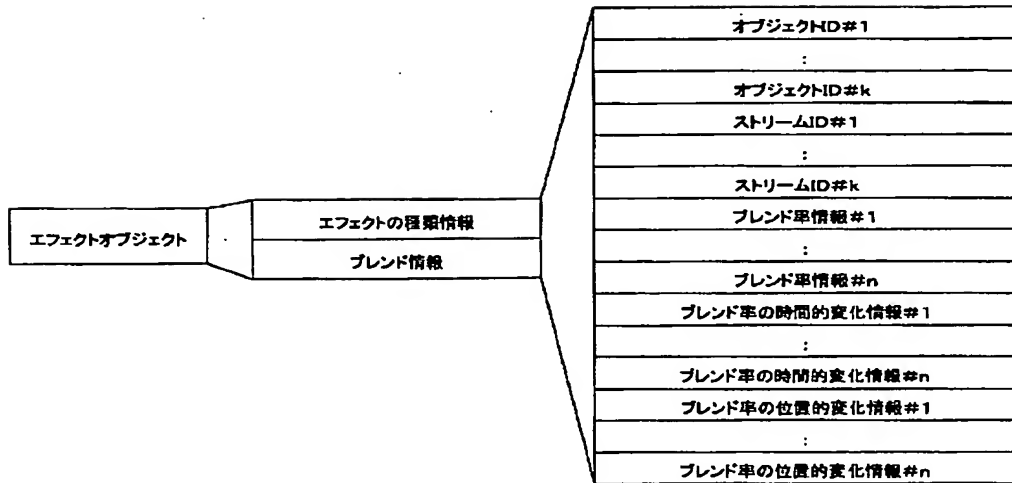 エフェクトオブジェクト
エフェクトの種類情報
ブレンド情報
オブジェクトID#1
:
オブジェクトID#k
ストリームID#1
:
ストリームID#k
ブレンド率情報#1
:
ブレンド率情報#n
ブレンド率の時間的変化情報#1
:
ブレンド率の時間的変化情報#n
ブレンド率の位置的変化情報#1
:
ブレンド率の位置的変化情報#n